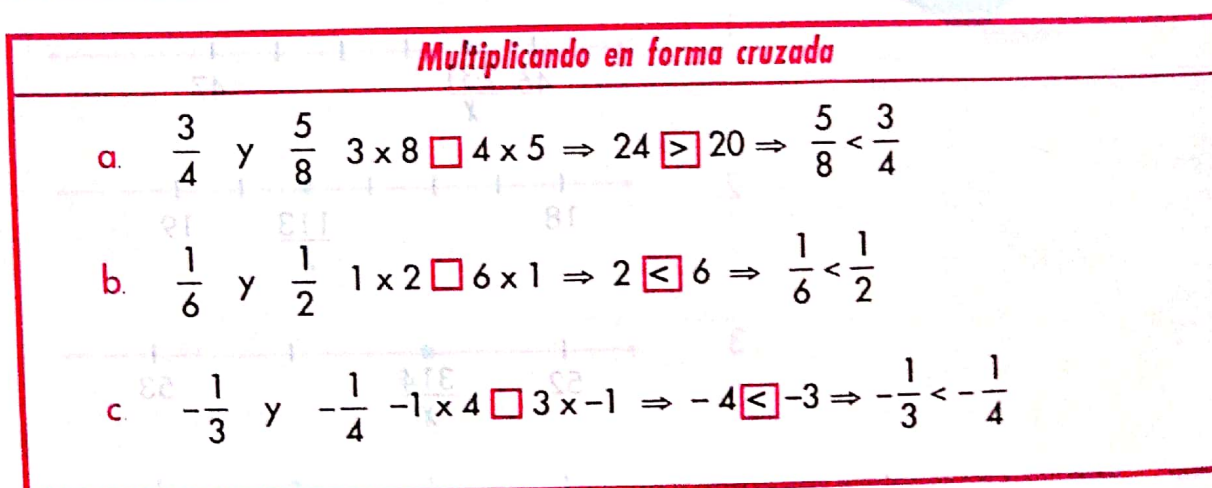 Multiplicando en forma cruzada
a. 3/4 y 5/8 3 x 8 □ 4 x 5 ⇒ 24 > 20 ⇒ 5/8 < 3/4
b. 1/6 y 1/2 1 x 2 □ 6 x 1 ⇒ 2 < 6 ⇒ 1/6 < 1/2
c. -1/3 y -1/4 -1 x 4 □ 3 x -1 ⇒ -4 < -3 ⇒ -1/3 < -1/4